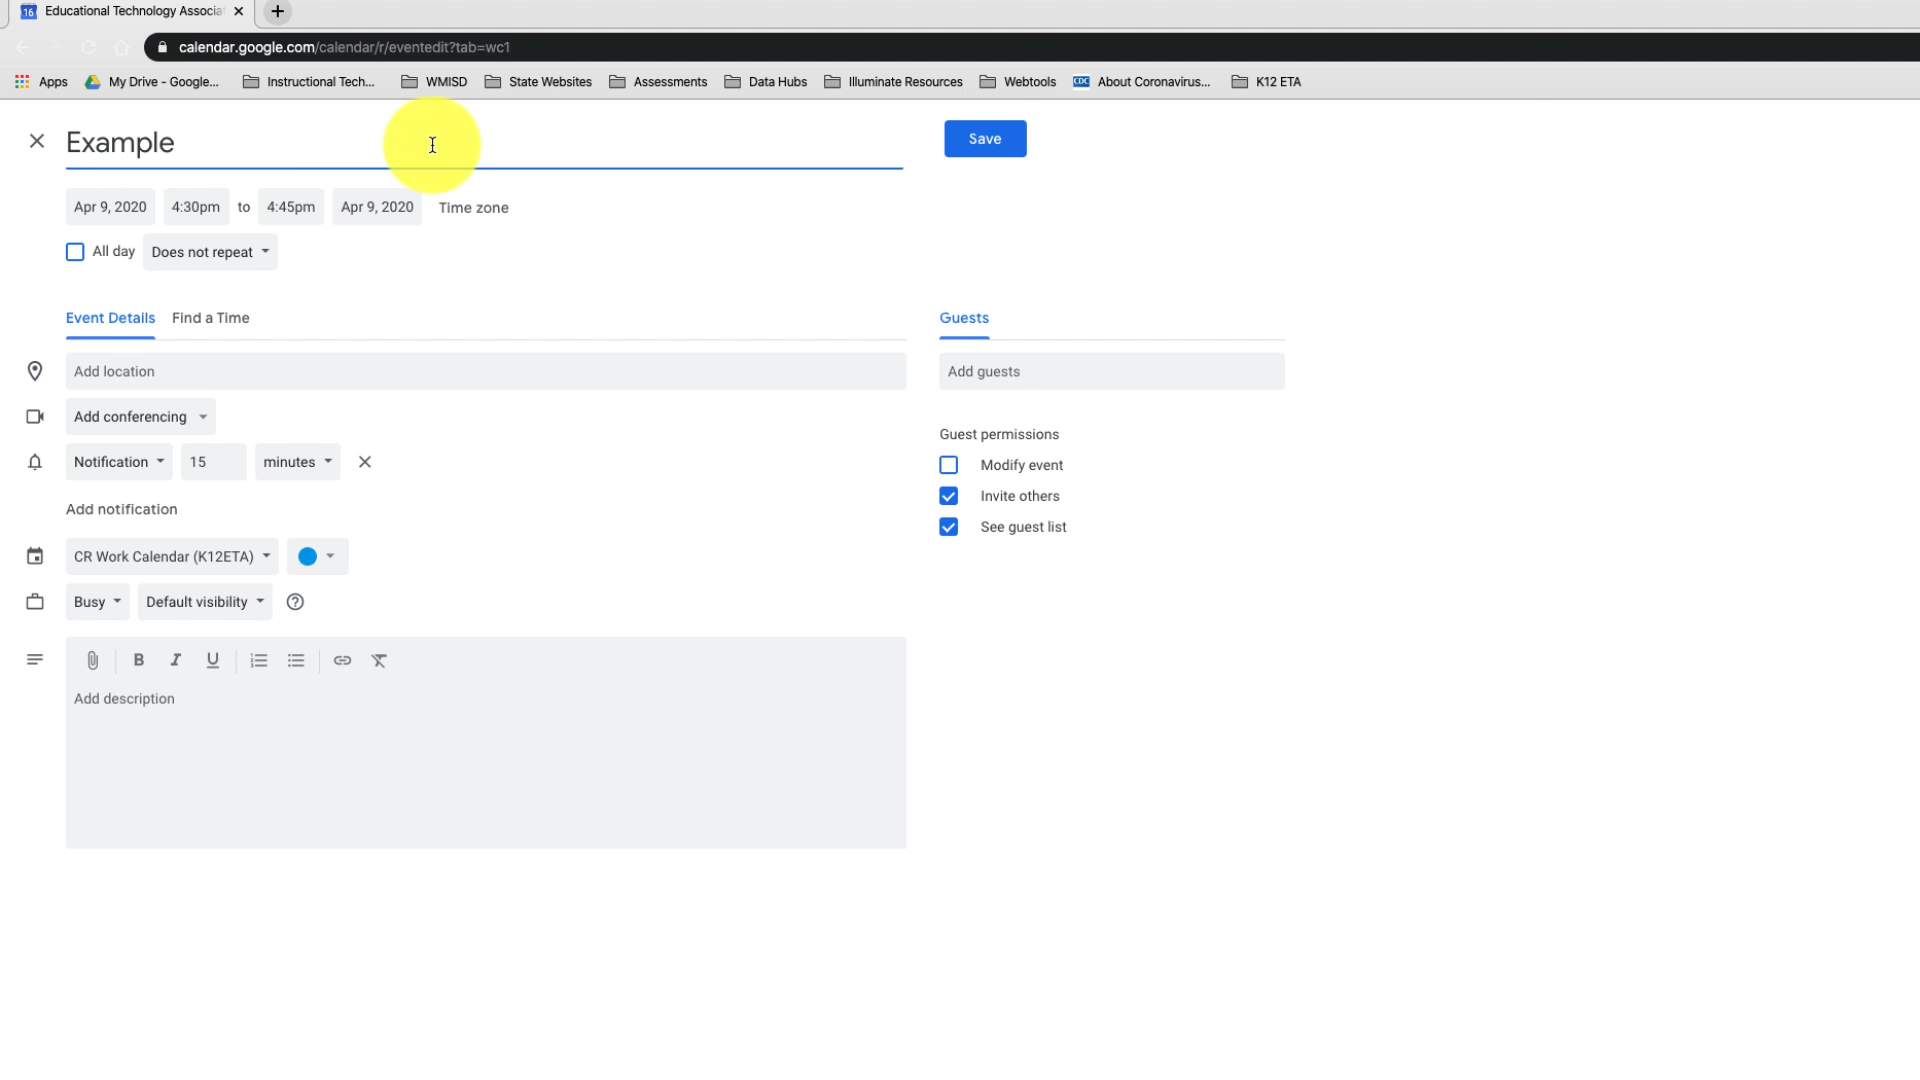 Educational Technology Associa
calendar.google.com/calendar/r/eventedit?tab=wc1
Apps My Drive - Google... Instructional Tech... WMISD State Websites Assessments Data Hubs Illuminate Resources Webtools CDC About Coronavirus... K12 ETA
Example Save
Apr 9, 2020 4:30pm to 4:45pm Apr 9, 2020 Time zone
All day Does not repeat
Event Details Find a Time Guests
Add location Add guests
Add conferencing
Guest permissions
Notification 15 minutes Modify event
Invite others
Add notification
See guest list
CR Work Calendar (K12ETA)
Busy Default visibility
B I U
Add description